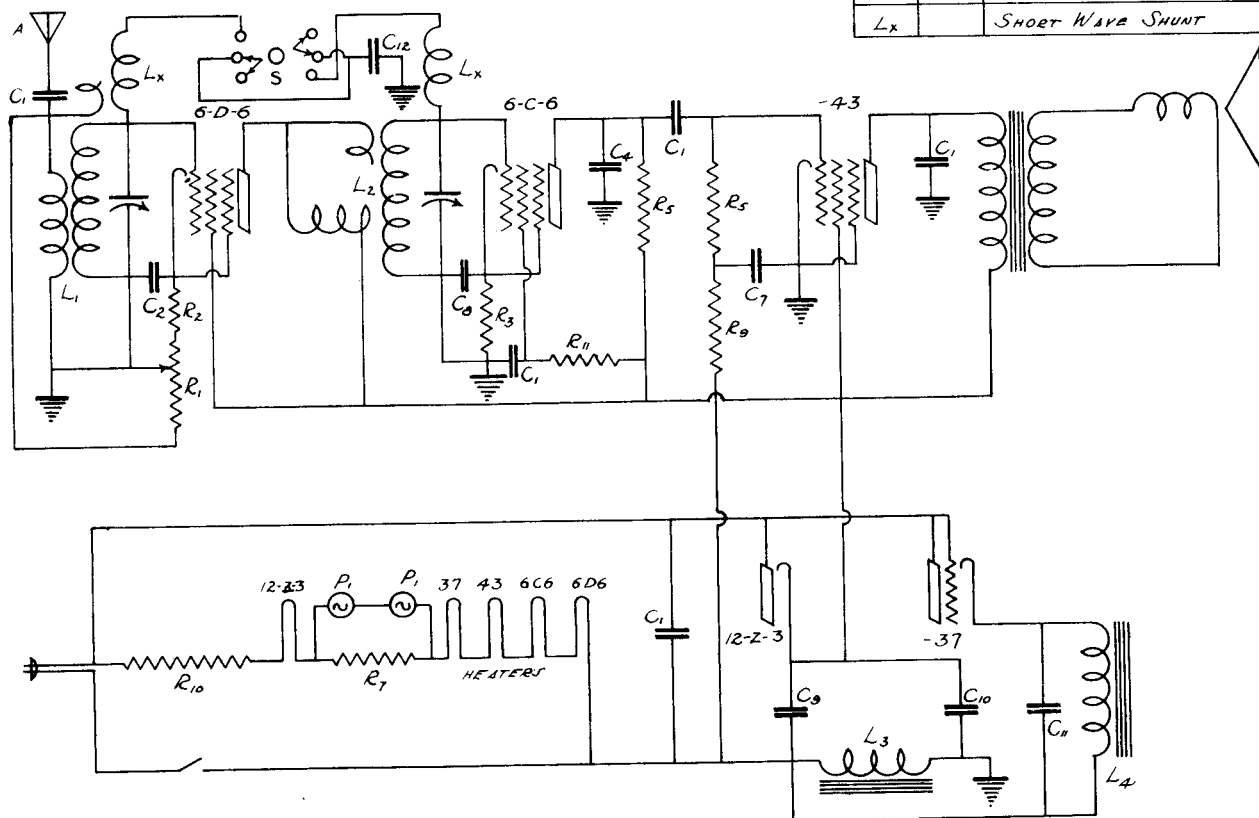 Lx SHORT WAVE SHUNT
A
C1
Lx
S
C12
Lx
6-D-6
6-C-6
-43
C4
C1
C1
L2
R5
R5
L1
C2
R2
C8
R3
C7
R1
C1
R11
R9
12-Z-3
P1
P1
37
43
6C6
6D6
R10
R7
HEATERS
C1
12-Z-3
-37
C9
C10
C11
L3
L4